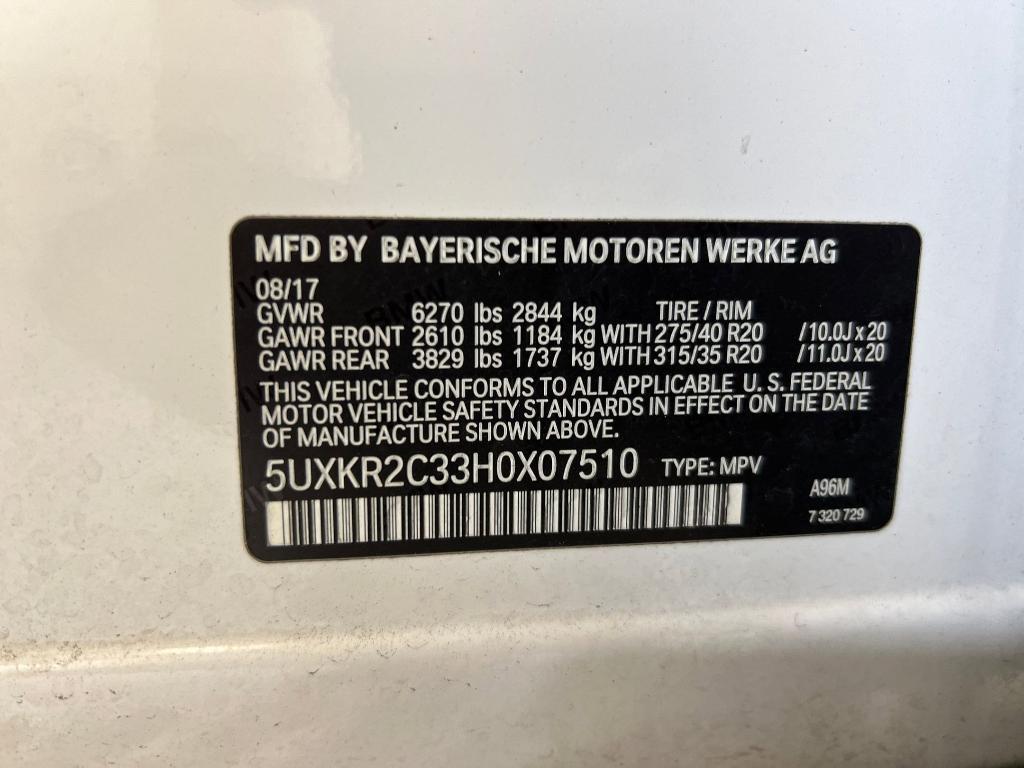 MFD BY BAYERISCHE MOTOREN WERKE AG
08/17
GVWR 6270 lbs 2844 kg TIRE / RIM
GAWR FRONT 2610 lbs 1184 kg WITH 275/40 R20 /10.0J x 20
GAWR REAR 3829 lbs 1737 kg WITH 315/35 R20 /11.0J x 20
THIS VEHICLE CONFORMS TO ALL APPLICABLE U. S. FEDERAL
MOTOR VEHICLE SAFETY STANDARDS IN EFFECT ON THE DATE
OF MANUFACTURE SHOWN ABOVE.
5UXKR2C33H0X07510 TYPE: MPV
A96M
7 320 729